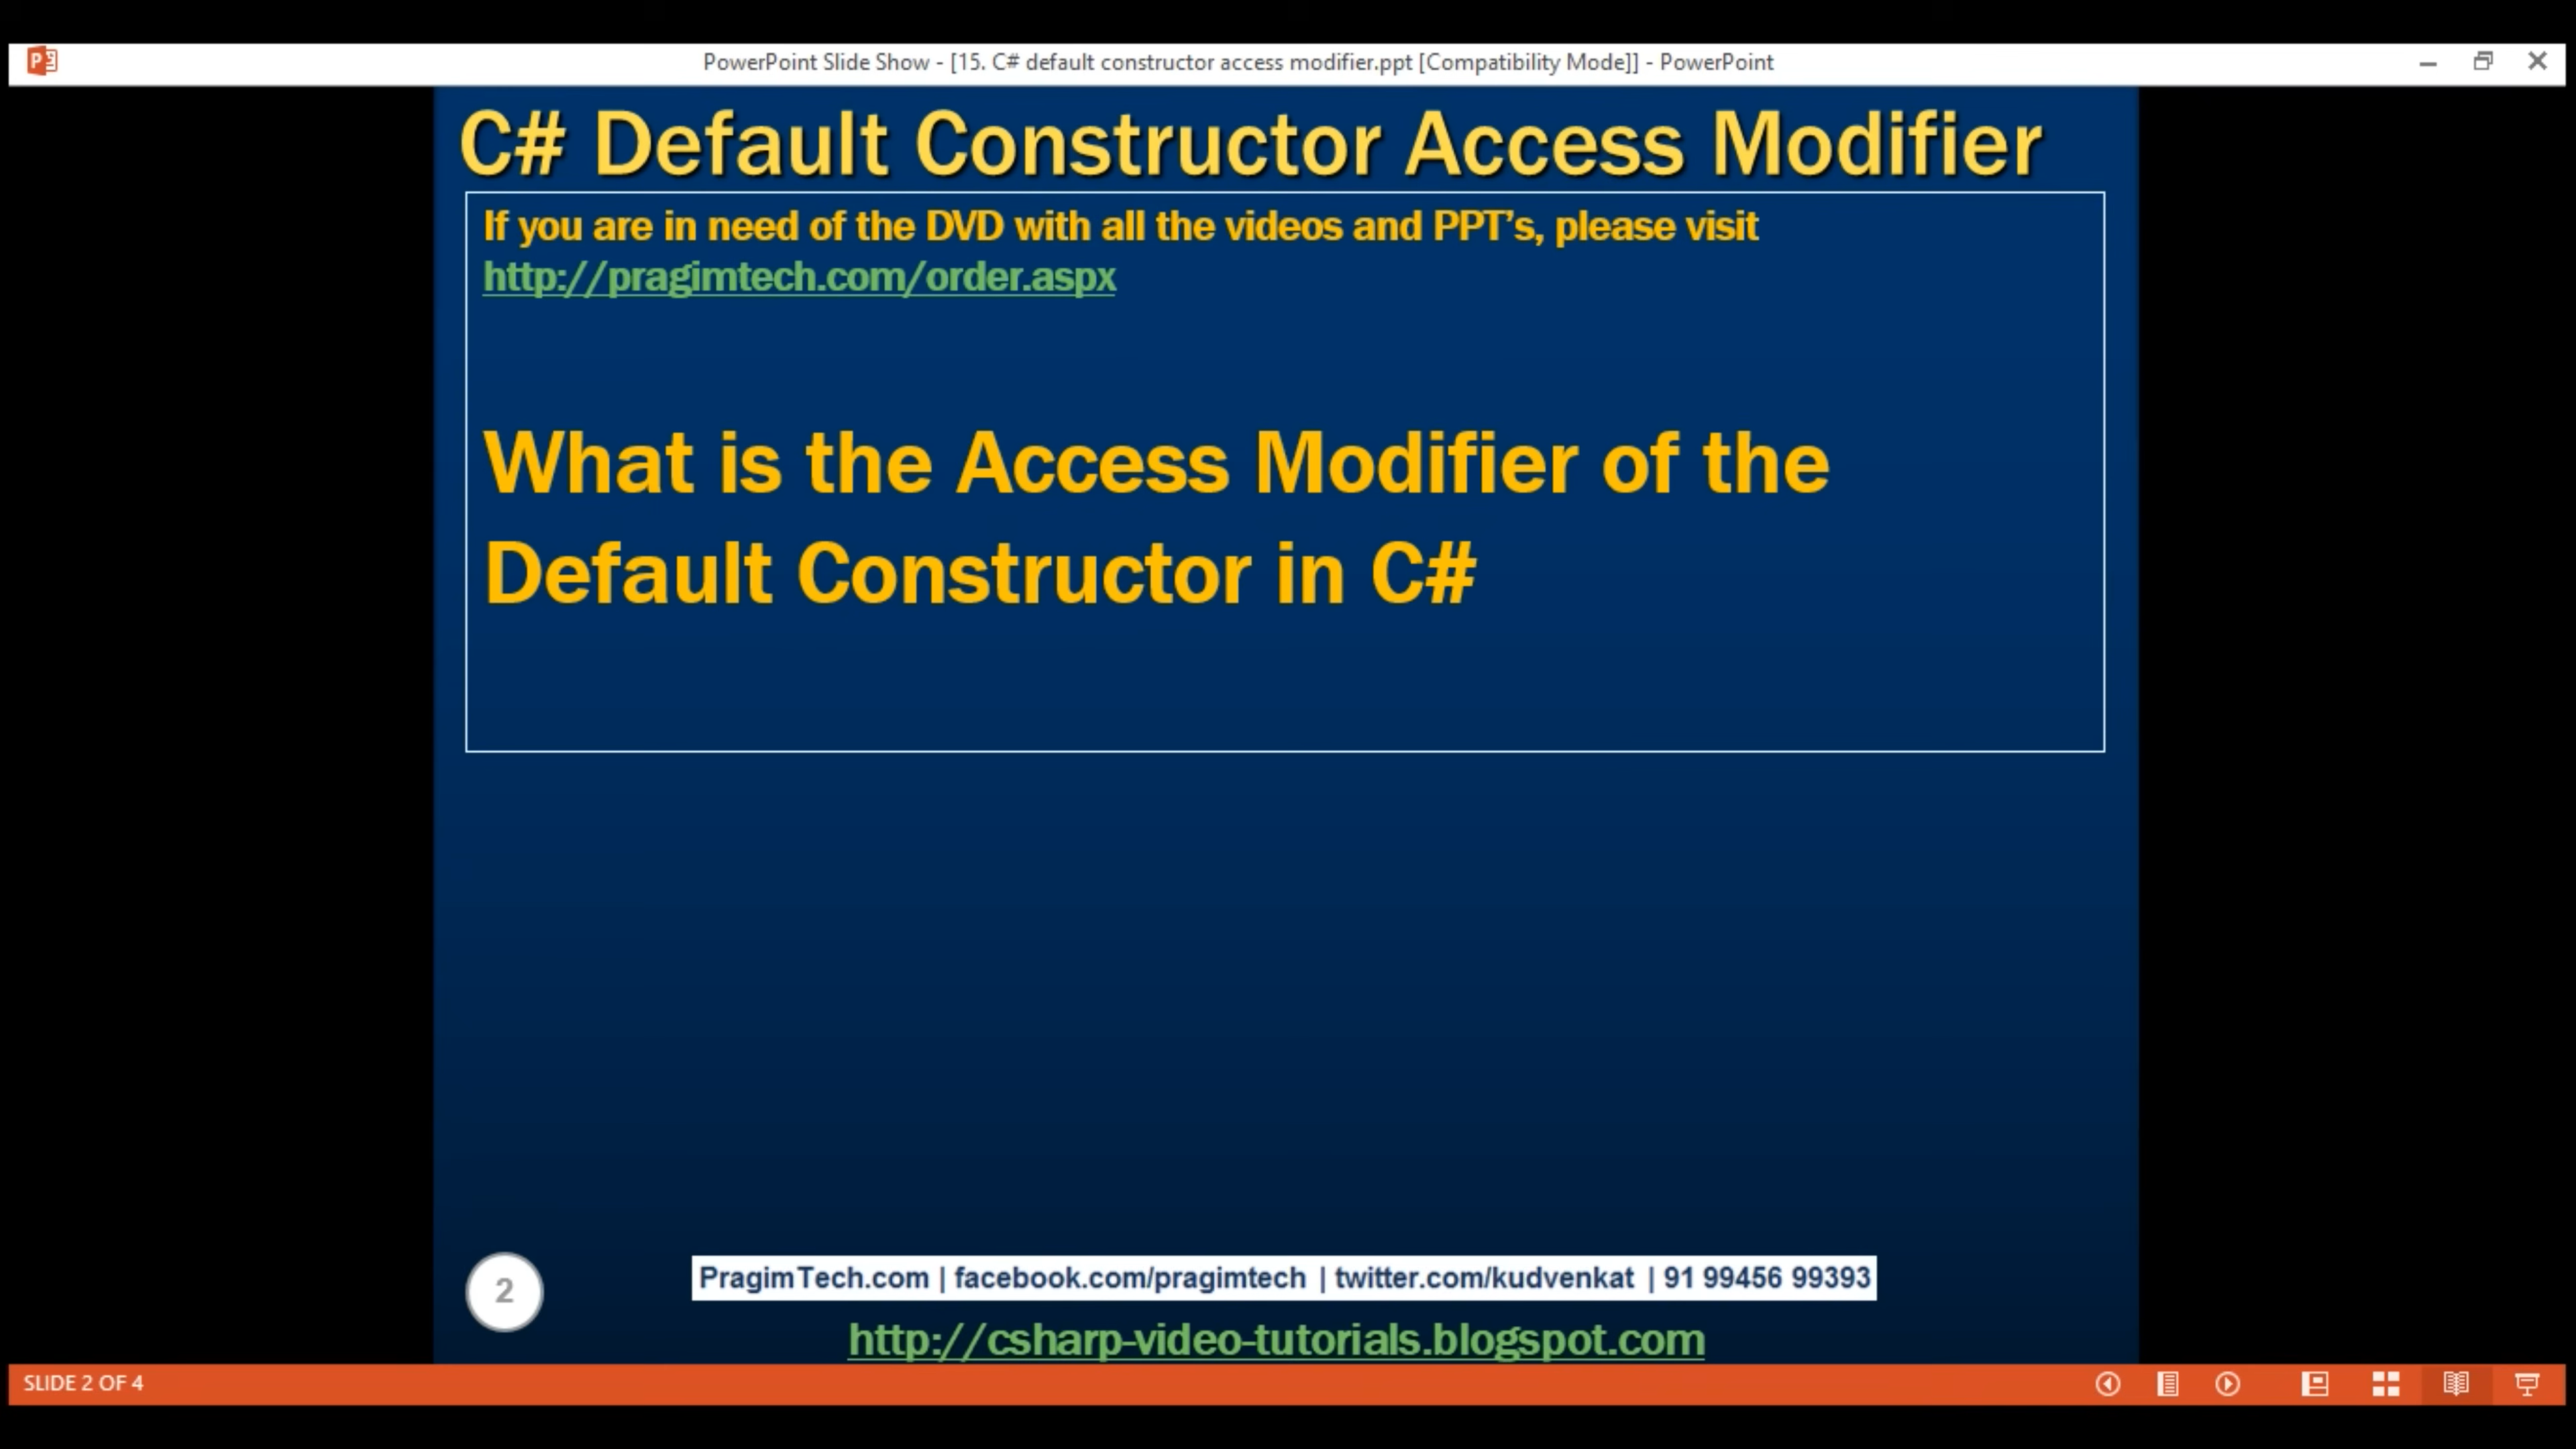 PowerPoint Slide Show - [15. C# default constructor access modifier.ppt [Compatibility Mode]] - PowerPoint
C# Default Constructor Access Modifier
If you are in need of the DVD with all the videos and PPT's, please visit
http://pragimtech.com/order.aspx
What is the Access Modifier of the
Default Constructor in C#
2
PragimTech.com | facebook.com/pragimtech | twitter.com/kudvenkat | 91 99456 99393
http://csharp-video-tutorials.blogspot.com
SLIDE 2 OF 4